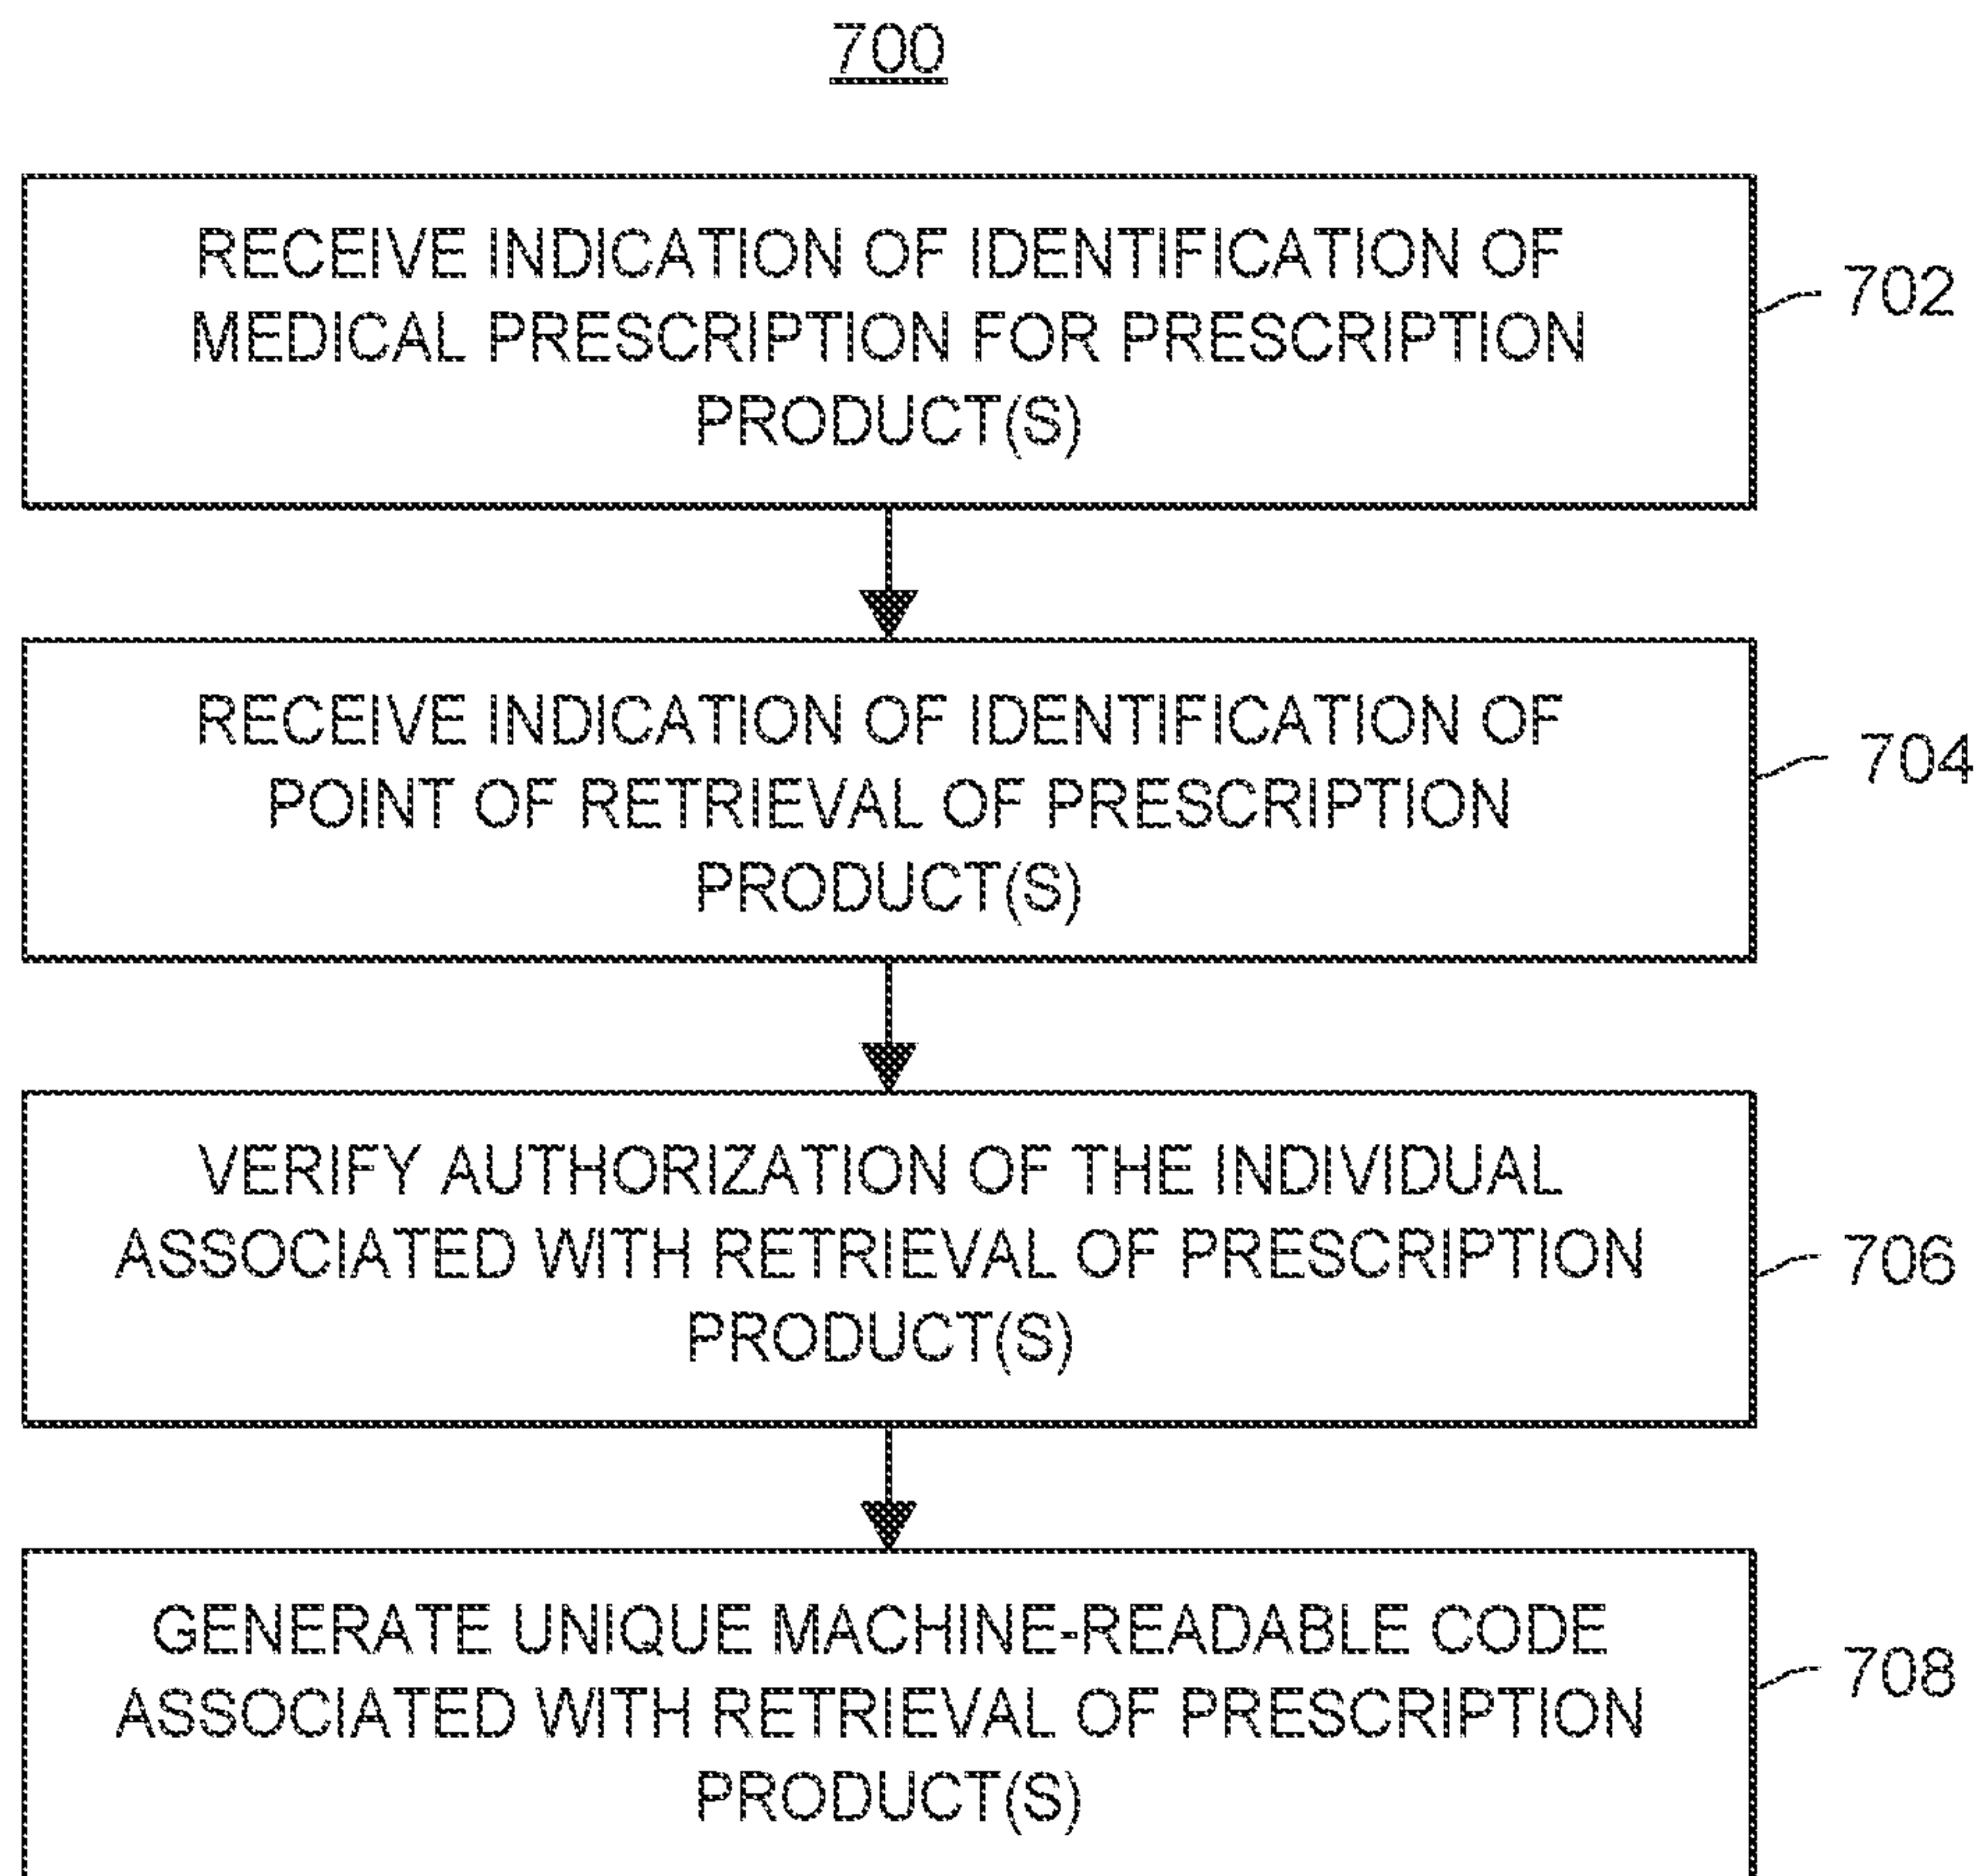 700
RECEIVE INDICATION OF IDENTIFICATION OF
MEDICAL PRESCRIPTION FOR PRESCRIPTION
PRODUCT(S)
702
RECEIVE INDICATION OF IDENTIFICATION OF
POINT OF RETRIEVAL OF PRESCRIPTION
PRODUCT(S)
704
VERIFY AUTHORIZATION OF THE INDIVIDUAL
ASSOCIATED WITH RETRIEVAL OF PRESCRIPTION
PRODUCT(S)
706
GENERATE UNIQUE MACHINE-READABLE CODE
ASSOCIATED WITH RETRIEVAL OF PRESCRIPTION
PRODUCT(S)
708